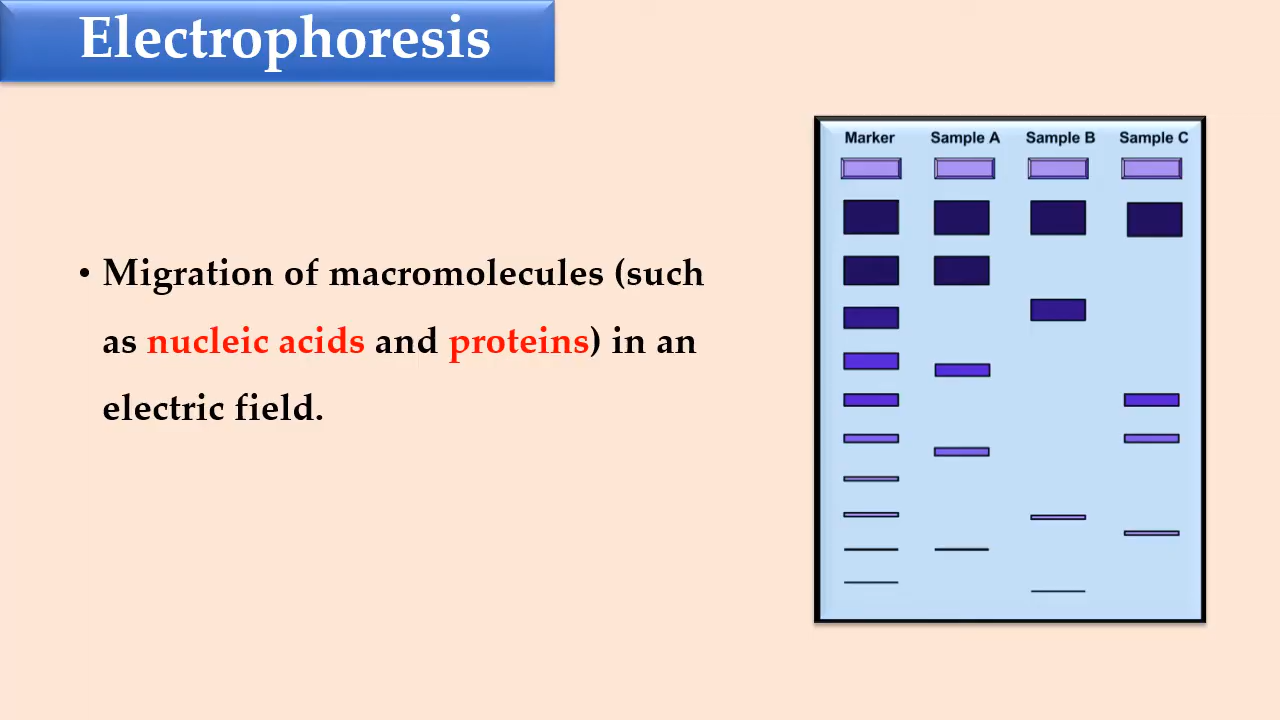 Electrophoresis
• Migration of macromolecules (such
as nucleic acids and proteins) in an
electric field.
Marker Sample A Sample B Sample C